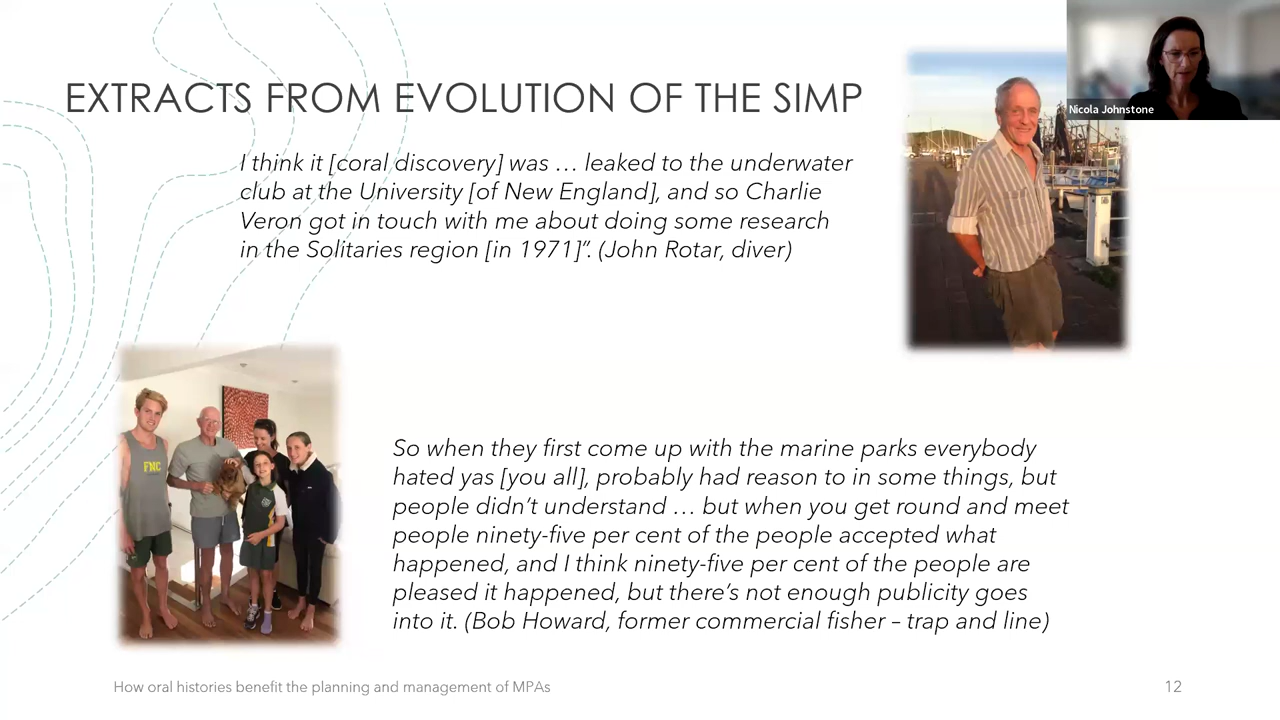 EXTRACTS FROM EVOLUTION OF THE SIMP
Nicola Johnstone
I think it [coral discovery] was … leaked to the underwater
club at the University [of New England], and so Charlie
Veron got in touch with me about doing some research
in the Solitaries region [in 1971]”. (John Rotar, diver)
FNC
So when they first come up with the marine parks everybody
hated yas [you all], probably had reason to in some things, but
people didn’t understand … but when you get round and meet
people ninety-five per cent of the people accepted what
happened, and I think ninety-five per cent of the people are
pleased it happened, but there’s not enough publicity goes
into it. (Bob Howard, former commercial fisher – trap and line)
How oral histories benefit the planning and management of MPAs
12